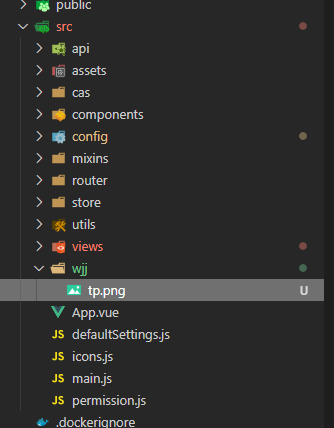 public
src
api
assets
cas
components
config
mixins
router
store
utils
views
wjj
tp.png U
App.vue
JS defaultSettings.js
JS icons.js
JS main.js
JS permission.js
.dockerignore